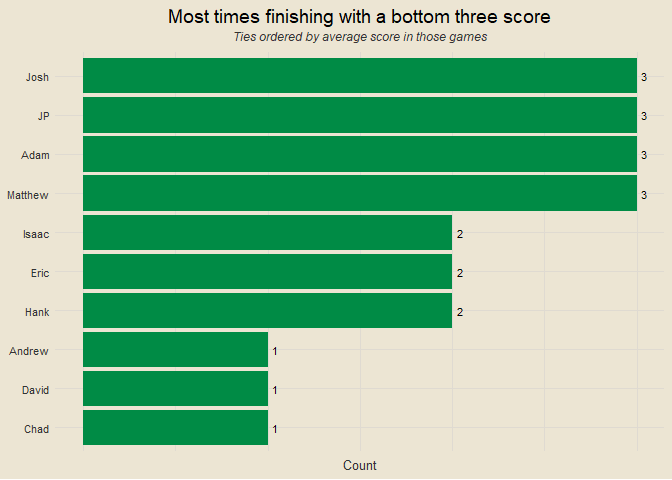 Most times finishing with a bottom three score
Ties ordered by average score in those games
Josh 3
JP 3
Adam 3
Matthew 3
Isaac 2
Eric 2
Hank 2
Andrew 1
David 1
Chad 1
Count